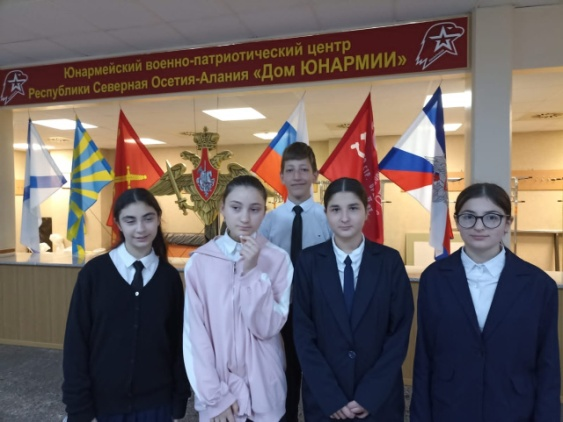 Юнармейский военно-патриотический центр
Республики Северная Осетия-Алания «Дом ЮНАРМИИ»